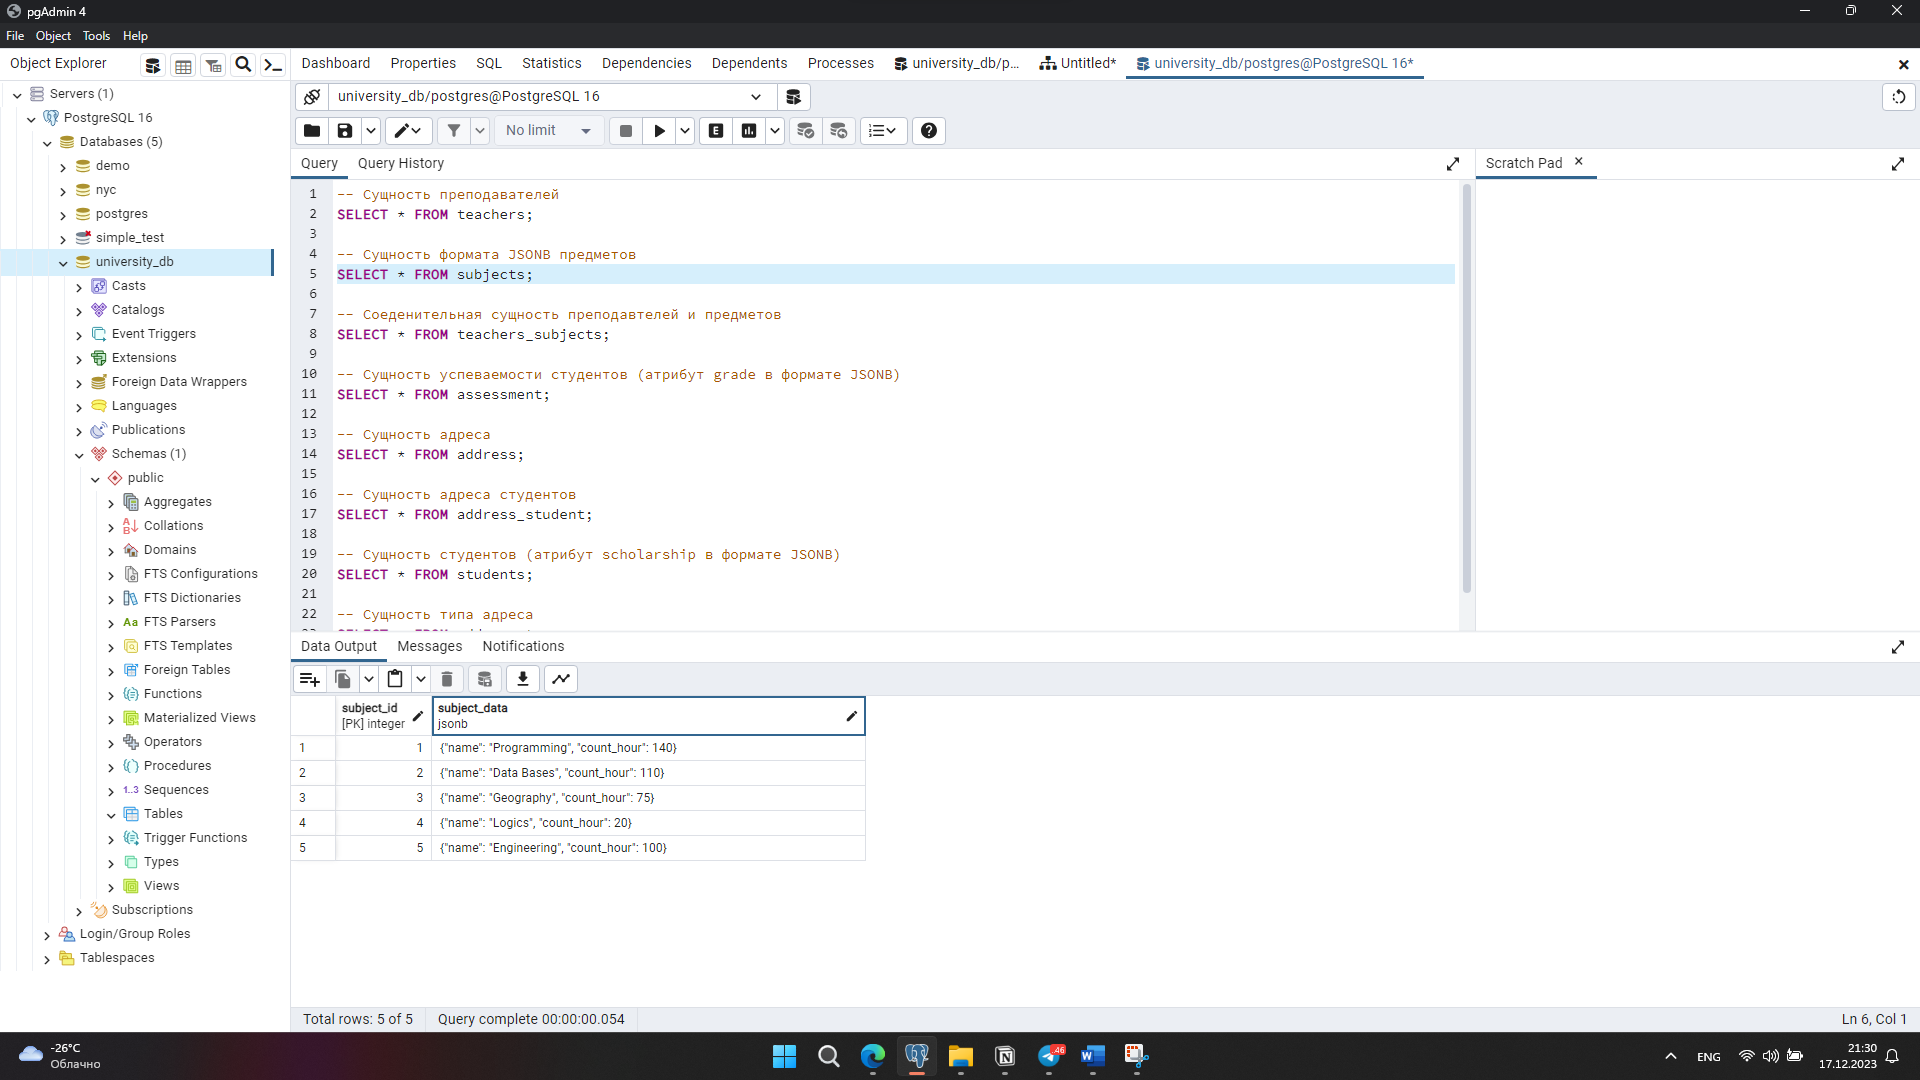 pgAdmin 4
File Object Tools Help
Object Explorer
Dashboard Properties SQL Statistics Dependencies Dependents Processes university_db/p... Untitled* university_db/postgres@PostgreSQL 16*
Servers (1)
PostgreSQL 16
Databases (5)
demo
nyc
postgres
simple_test
university_db
Casts
Catalogs
Event Triggers
Extensions
Foreign Data Wrappers
Languages
Publications
Schemas (1)
public
Aggregates
Collations
Domains
FTS Configurations
FTS Dictionaries
Aa FTS Parsers
FTS Templates
Foreign Tables
Functions
Materialized Views
Operators
Procedures
1..3 Sequences
Tables
Trigger Functions
Types
Views
Subscriptions
Login/Group Roles
Tablespaces
university_db/postgres@PostgreSQL 16
No limit
E
Query Query History
Scratch Pad
1 -- Сущность преподавателей
2 SELECT * FROM teachers;
3
4 -- Сущность формата JSONB предметов
5 SELECT * FROM subjects;
6
7 -- Соеденительная сущность преподавтелей и предметов
8 SELECT * FROM teachers_subjects;
9
10 -- Сущность успеваемости студентов (атрибут grade в формате JSONB)
11 SELECT * FROM assessment;
12
13 -- Сущность адреса
14 SELECT * FROM address;
15
16 -- Сущность адреса студентов
17 SELECT * FROM address_student;
18
19 -- Сущность студентов (атрибут scholarship в формате JSONB)
20 SELECT * FROM students;
21
22 -- Сущность типа адреса
Data Output Messages Notifications
subject_id subject_data
[PK] integer jsonb
1 1 {"name": "Programming", "count_hour": 140}
2 2 {"name": "Data Bases", "count_hour": 110}
3 3 {"name": "Geography", "count_hour": 75}
4 4 {"name": "Logics", "count_hour": 20}
5 5 {"name": "Engineering", "count_hour": 100}
Total rows: 5 of 5 Query complete 00:00:00.054 Ln 6, Col 1
-26°C
Облачно
46
ENG
21:30
17.12.2023